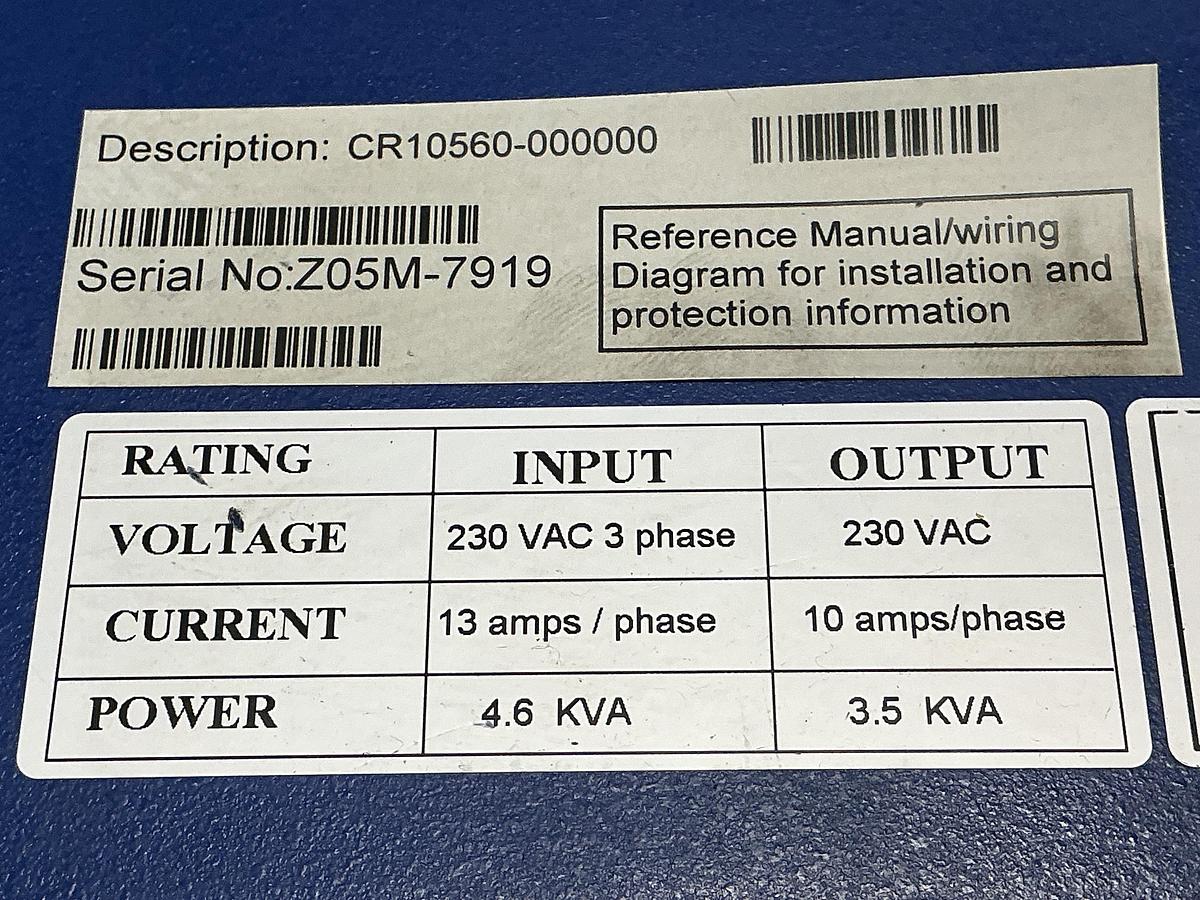 Description: CR10560-000000
Serial No:Z05M-7919
Reference Manual/wiring
Diagram for installation and
protection information
RATING INPUT OUTPUT
VOLTAGE 230 VAC 3 phase 230 VAC
CURRENT 13 amps / phase 10 amps/phase
POWER 4.6 KVA 3.5 KVA